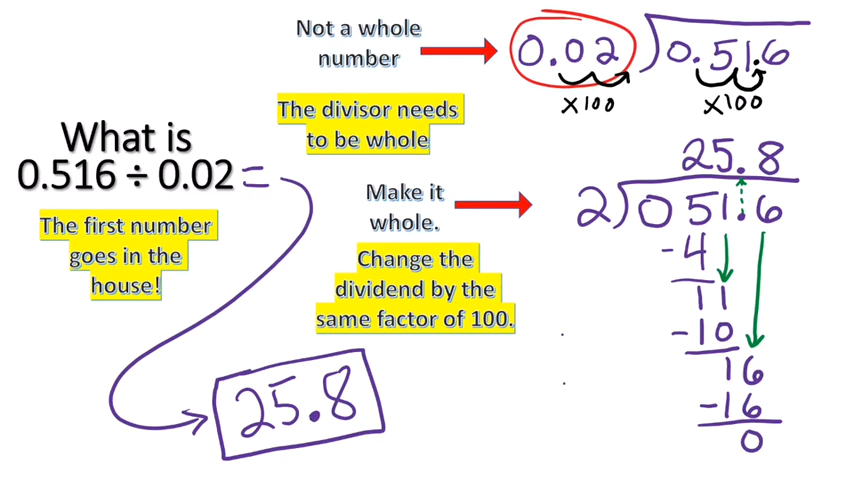 Not a whole
number
0.02 0.51.6
x100 x100
The divisor needs
to be whole
What is
0.516 ÷ 0.02 =
The first number
goes in the
house!
Make it
whole.
Change the
dividend by the
same factor of 100.
25.8
2 051.6
-4
11
-10
16
-16
0
25.8